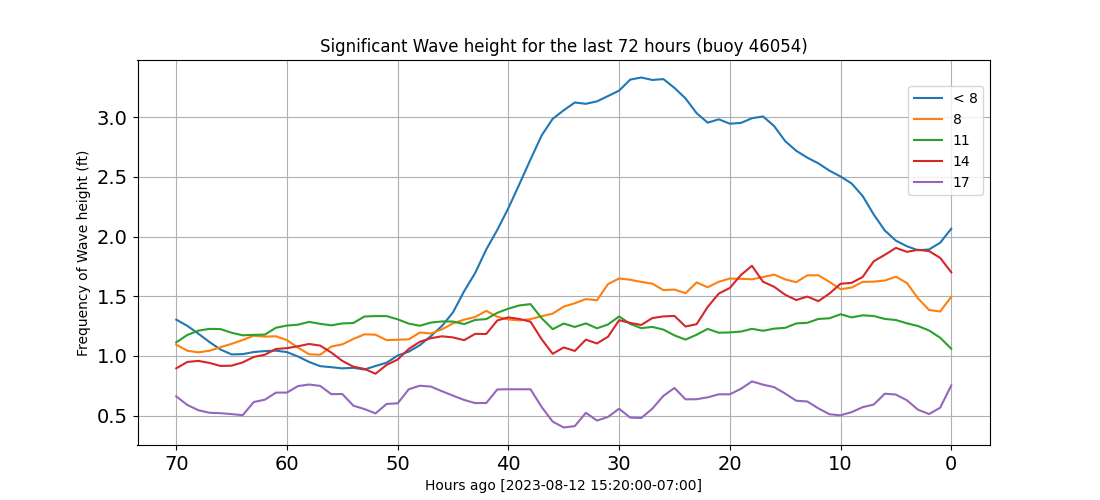 Significant Wave height for the last 72 hours (buoy 46054)
Frequency of Wave height (ft)
3.0
2.5
2.0
1.5
1.0
0.5
< 8
8
11
14
17
70 60 50 40 30 20 10 0
Hours ago [2023-08-12 15:20:00-07:00]